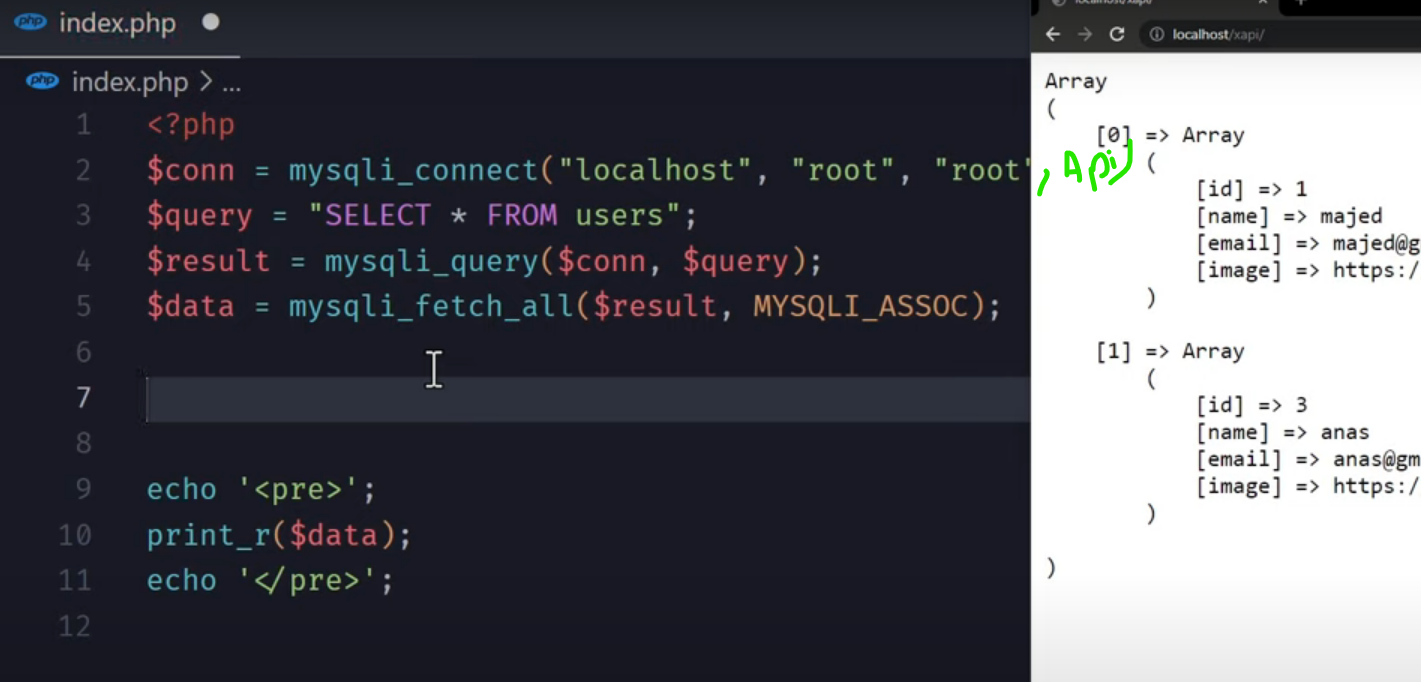 index.php
index.php > ...
1 <?php
2 $conn = mysqli_connect("localhost", "root", "root", Api)
3 $query = "SELECT * FROM users";
4 $result = mysqli_query($conn, $query);
5 $data = mysqli_fetch_all($result, MYSQLI_ASSOC);
6
7
8
9 echo '<pre>';
10 print_r($data);
11 echo '</pre>';
12
localhost/xapi/
localhost/xapi/
Array
(
[0] => Array
(
[id] => 1
[name] => majed
[email] => majed@g
[image] => https:/
)
[1] => Array
(
[id] => 3
[name] => anas
[email] => anas@gm
[image] => https:/
)
)